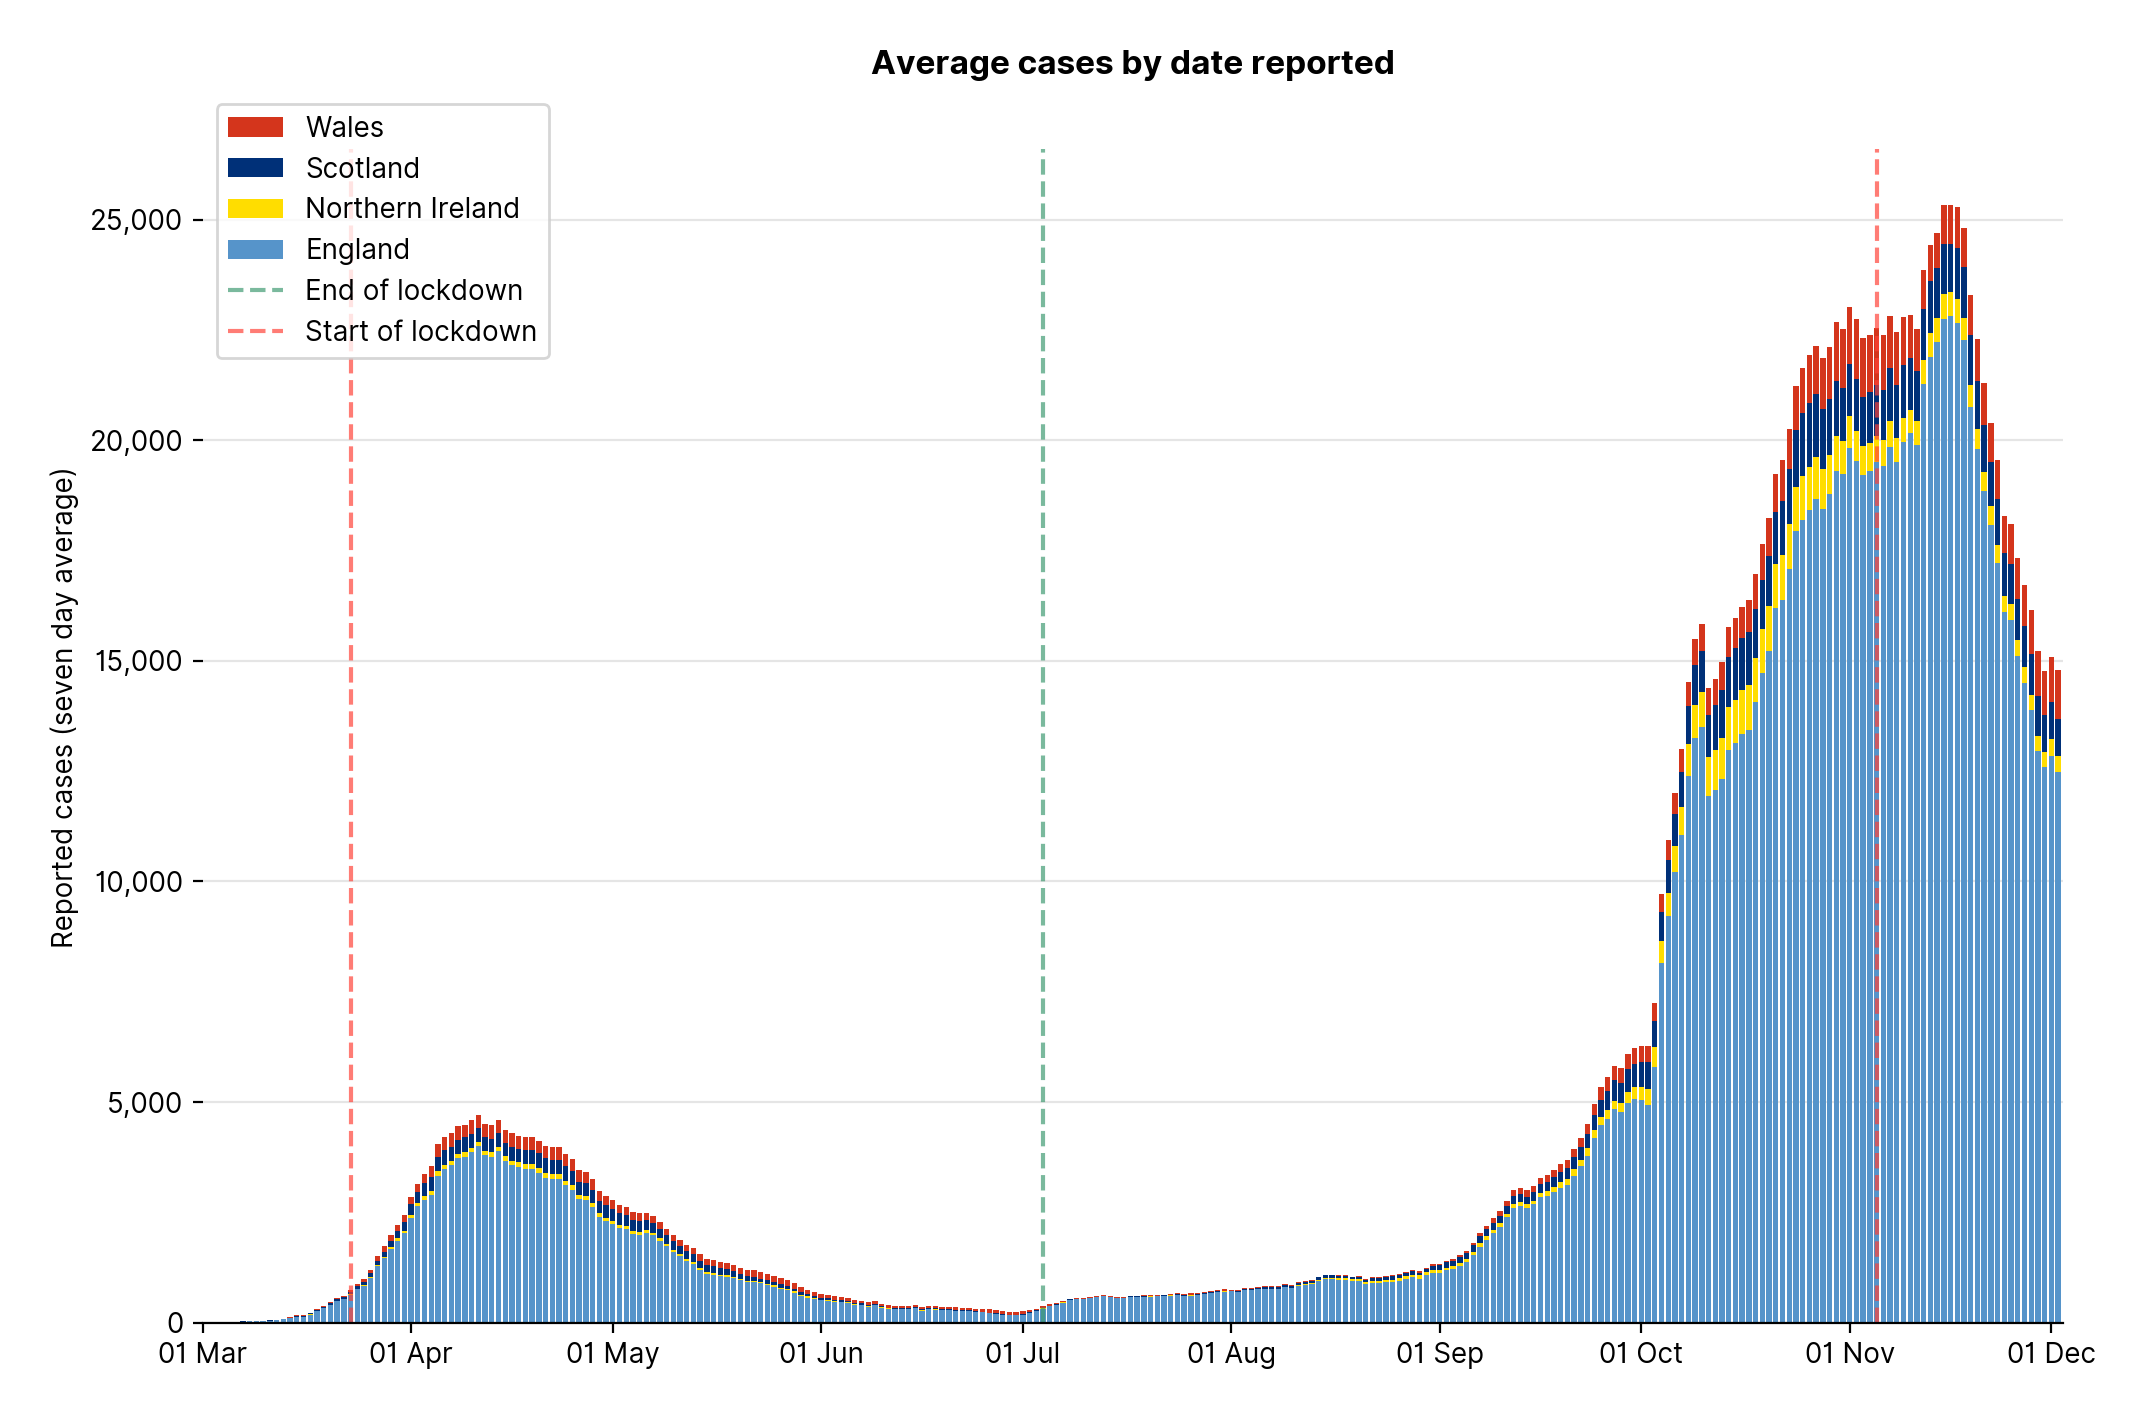 Average cases by date reported
Wales
Scotland
Northern Ireland
England
End of lockdown
Start of lockdown
Reported cases (seven day average)
25,000
20,000
15,000
10,000
5,000
0
01 Mar 01 Apr 01 May 01 Jun 01 Jul 01 Aug 01 Sep 01 Oct 01 Nov 01 Dec